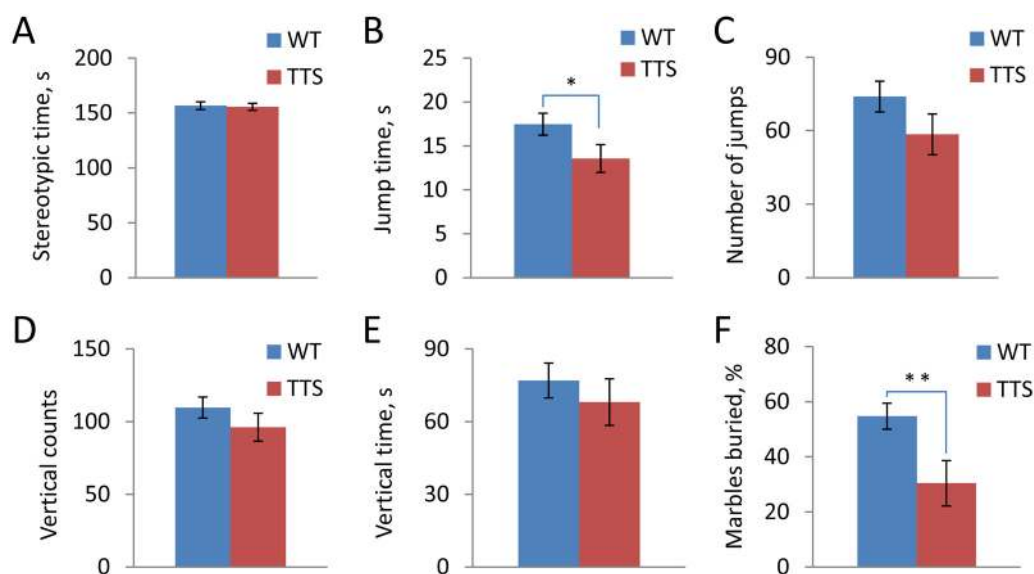 A
Stereotypic time, s
200
150
100
50
0
WT
TTS
B
Jump time, s
25
20
15
10
5
0
*
WT
TTS
C
Number of jumps
90
60
30
0
WT
TTS
D
Vertical counts
150
100
50
0
WT
TTS
E
Vertical time, s
90
60
30
0
F
Marbles buried, %
80
60
40
20
0
**
WT
TTS